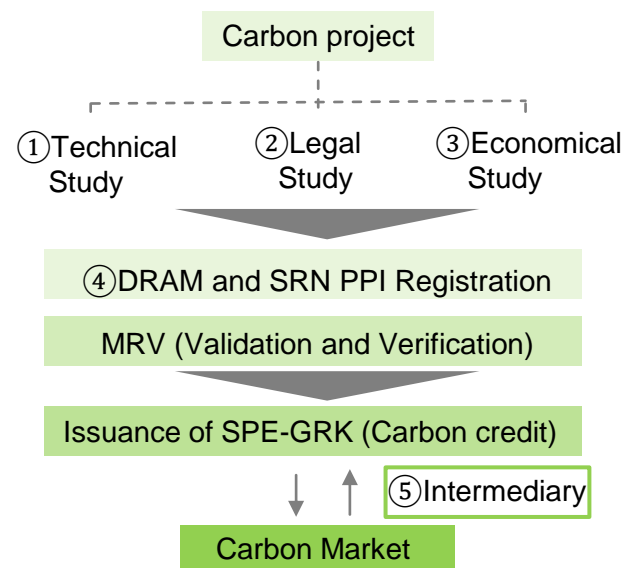 Carbon project
①Technical
Study
②Legal
Study
③Economical
Study
④DRAM and SRN PPI Registration
MRV (Validation and Verification)
Issuance of SPE-GRK (Carbon credit)
⑤Intermediary
Carbon Market